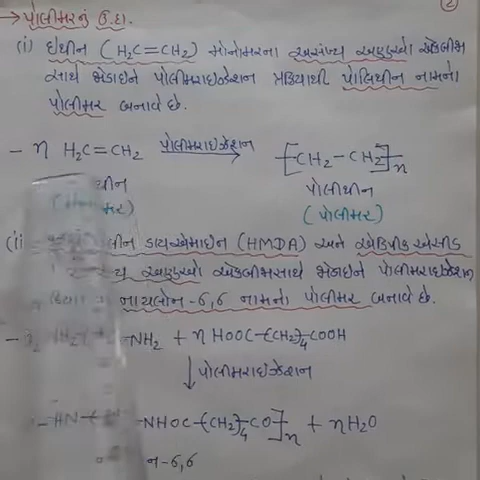 ②
→ પોલીમરનું ઉ.દા.
(i) ઇથીન (H₂C=CH₂) મોનોમરના અસંખ્ય અણુઓ એકબીજા
સાથે જોડાઇને પોલીમરાઇઝેશન પ્રક્રિયાથી પોલિથીન નામનો
પોલીમર બનાવે છે.
– n H₂C=CH₂ પોલીમરાઇઝેશન → –[CH₂–CH₂]–n
થીન પોલીથીન
મર) (પોલીમર)
(ii) ડાયએમાઇન (HMDA) અને એડિપીક એસીડ
અણુઓ એકબીજાસાથે જોડાઇને પોલીમરાઇઝેશન
નાયલોન-6,6 નામનો પોલીમર બનાવે છે.
NH₂ + n HOOC–(CH₂)₄–COOH
↓ પોલીમરાઇઝેશન
HN NHOC–(CH₂)₄–CO]n + nH₂O
ન-6,6